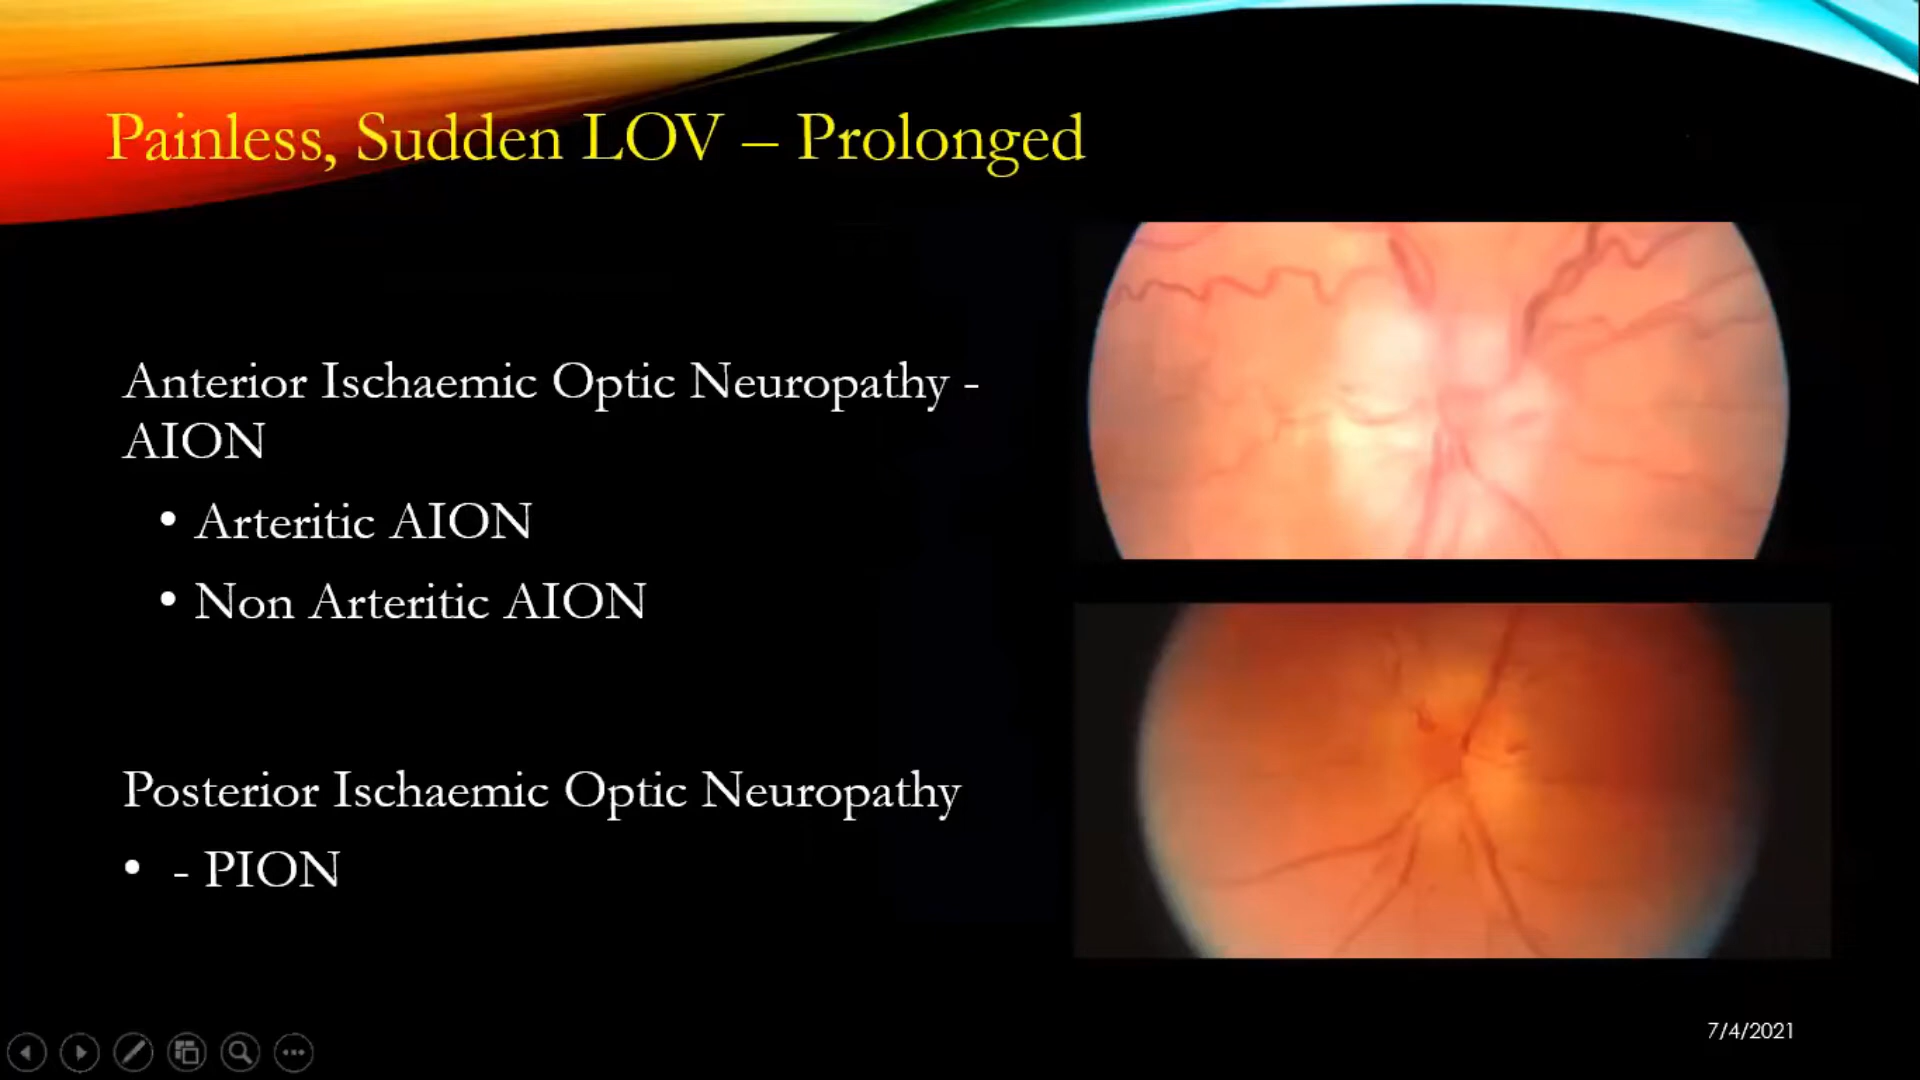 Painless, Sudden LOV – Prolonged
Anterior Ischaemic Optic Neuropathy -
AION
• Arteritic AION
• Non Arteritic AION
Posterior Ischaemic Optic Neuropathy
• - PION
7/4/2021